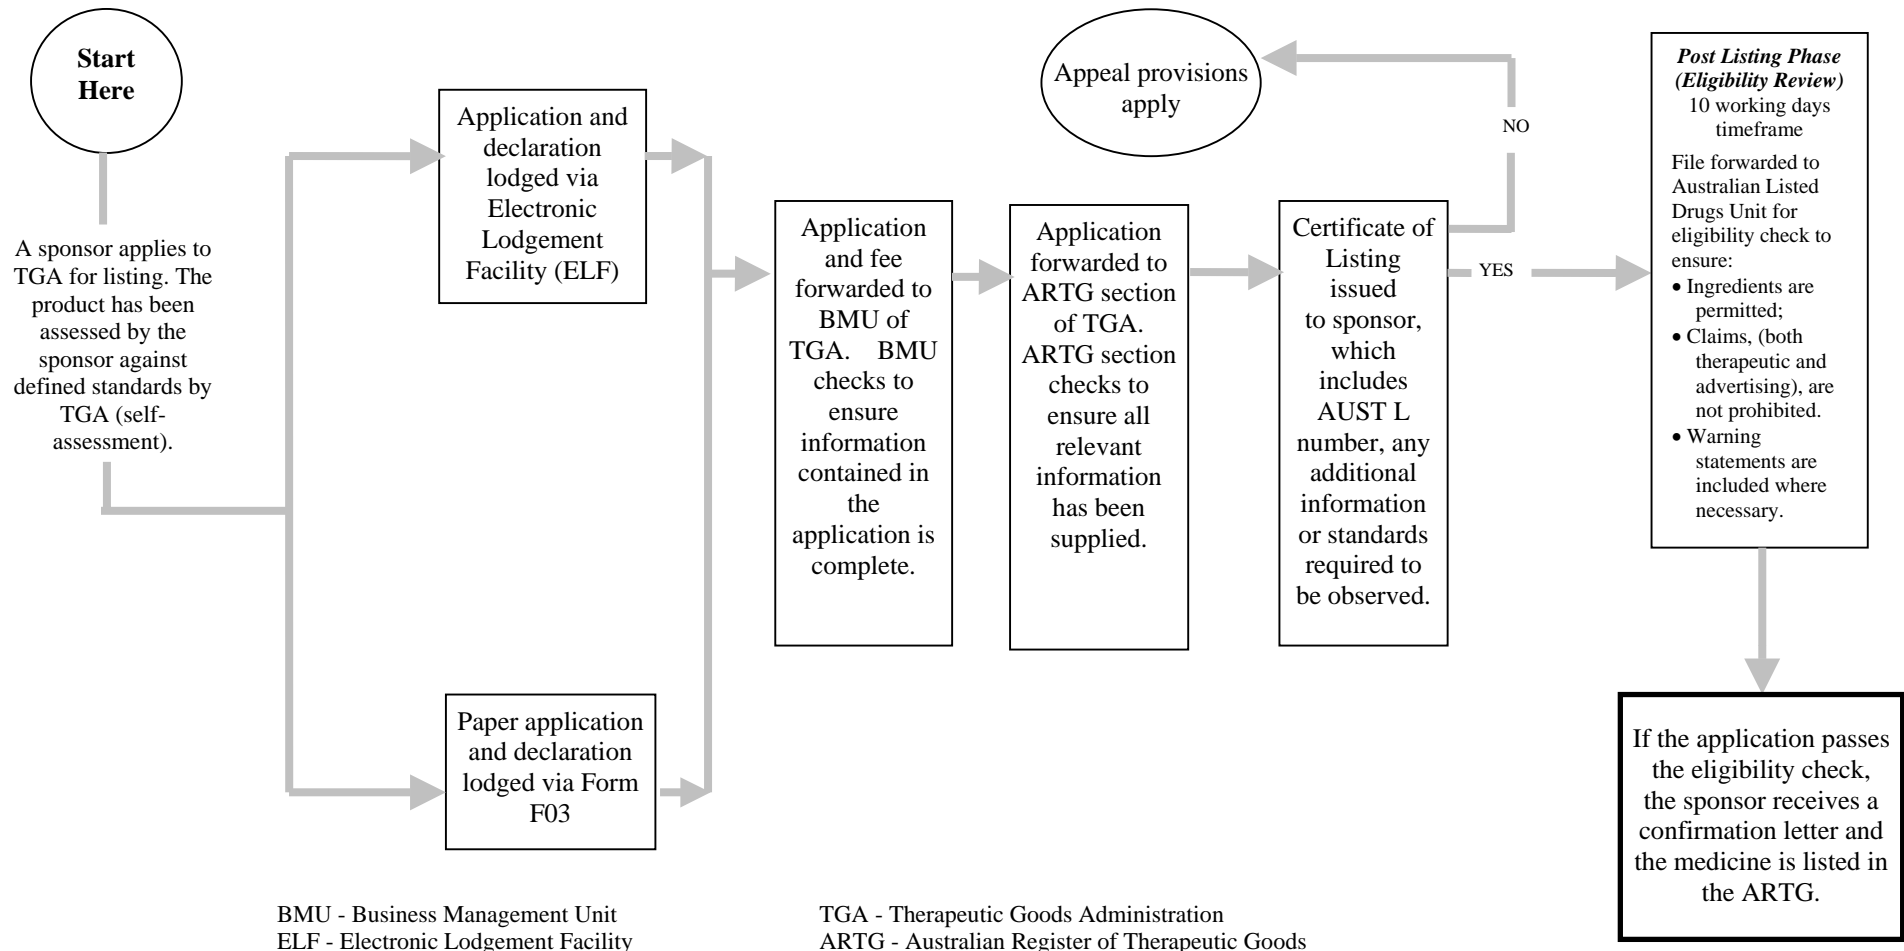 Start
Here
A sponsor applies to
TGA for listing. The
product has been
assessed by the
sponsor against
defined standards by
TGA (self-
assessment).
Application and
declaration
lodged via
Electronic
Lodgement
Facility (ELF)
Paper application
and declaration
lodged via Form
F03
Application
and fee
forwarded to
BMU of
TGA. BMU
checks to
ensure
information
contained in
the
application is
complete.
Application
forwarded to
ARTG section
of TGA.
ARTG section
checks to
ensure all
relevant
information
has been
supplied.
Certificate of
Listing
issued
to sponsor,
which
includes
AUST L
number, any
additional
information
or standards
required to
be observed.
NO
Appeal provisions
apply
YES
Post Listing Phase
(Eligibility Review)
10 working days
timeframe
File forwarded to
Australian Listed
Drugs Unit for
eligibility check to
ensure:
• Ingredients are
permitted;
• Claims, (both
therapeutic and
advertising), are
not prohibited.
• Warning
statements are
included where
necessary.
If the application passes
the eligibility check,
the sponsor receives a
confirmation letter and
the medicine is listed in
the ARTG.
BMU - Business Management Unit
ELF - Electronic Lodgement Facility
TGA - Therapeutic Goods Administration
ARTG - Australian Register of Therapeutic Goods